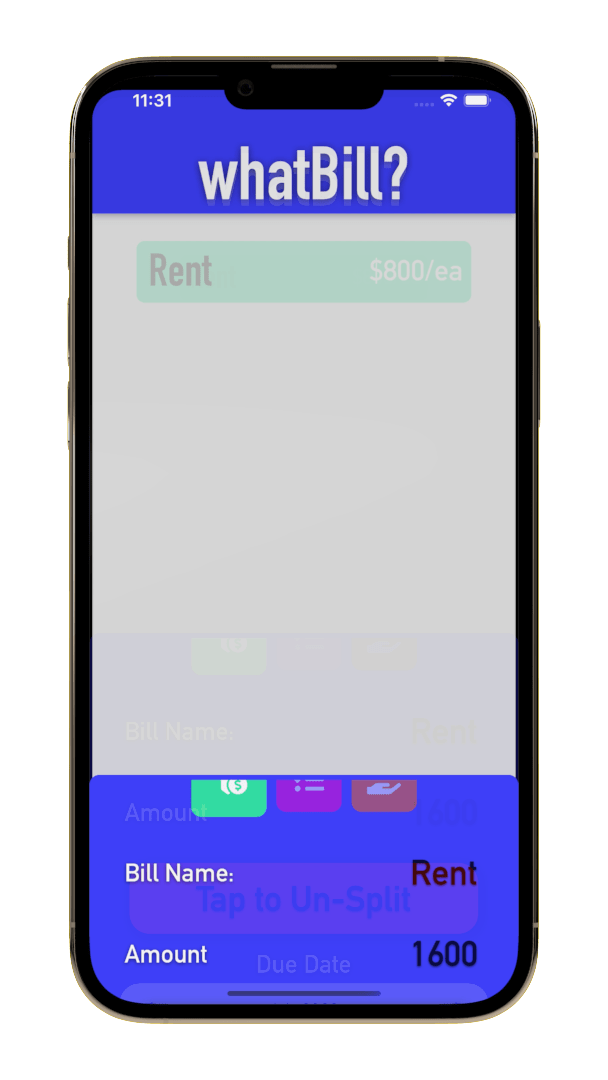 11:31
whatBill?
Rent $800/ea
Bill Name: Rent
Amount 1600
Bill Name: Rent
Tap to Un-Split
Amount 1600
Due Date